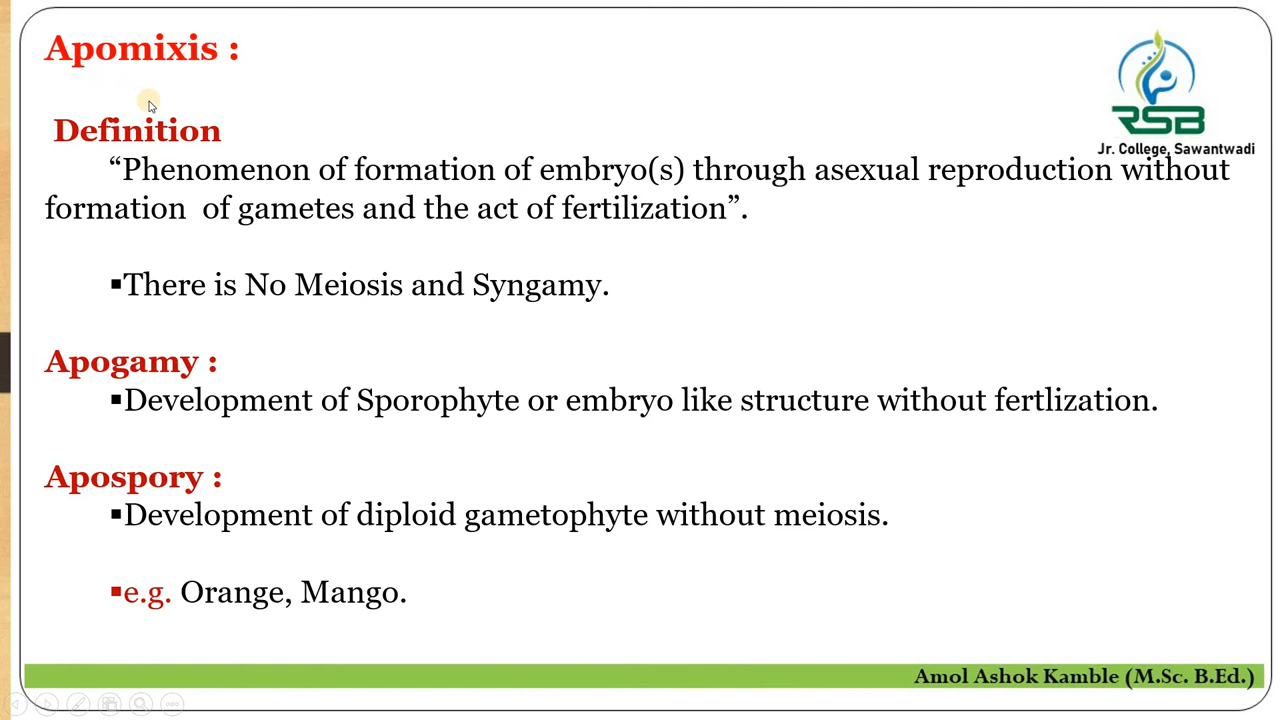 Apomixis :
RSB
Jr. College, Sawantwadi
Definition
“Phenomenon of formation of embryo(s) through asexual reproduction without
formation of gametes and the act of fertilization”.
▪There is No Meiosis and Syngamy.
Apogamy :
▪Development of Sporophyte or embryo like structure without fertlization.
Apospory :
▪Development of diploid gametophyte without meiosis.
▪e.g. Orange, Mango.
Amol Ashok Kamble (M.Sc. B.Ed.)